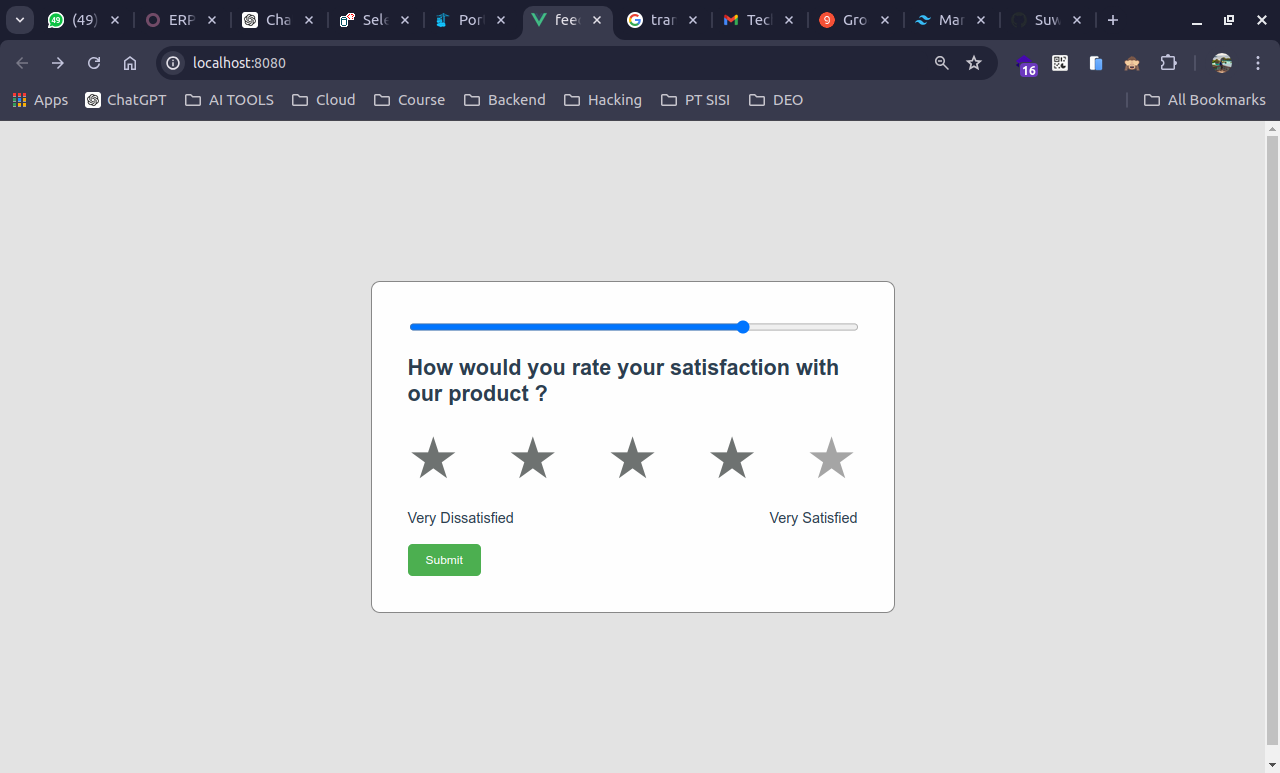 (49)
ERP
Cha
Sele
Por
feed
tran
Tech
9 Gro
Mar
Suw
localhost:8080
16
Apps
ChatGPT
AI TOOLS
Cloud
Course
Backend
Hacking
PT SISI
DEO
All Bookmarks
How would you rate your satisfaction with
our product ?
Very Dissatisfied
Very Satisfied
Submit